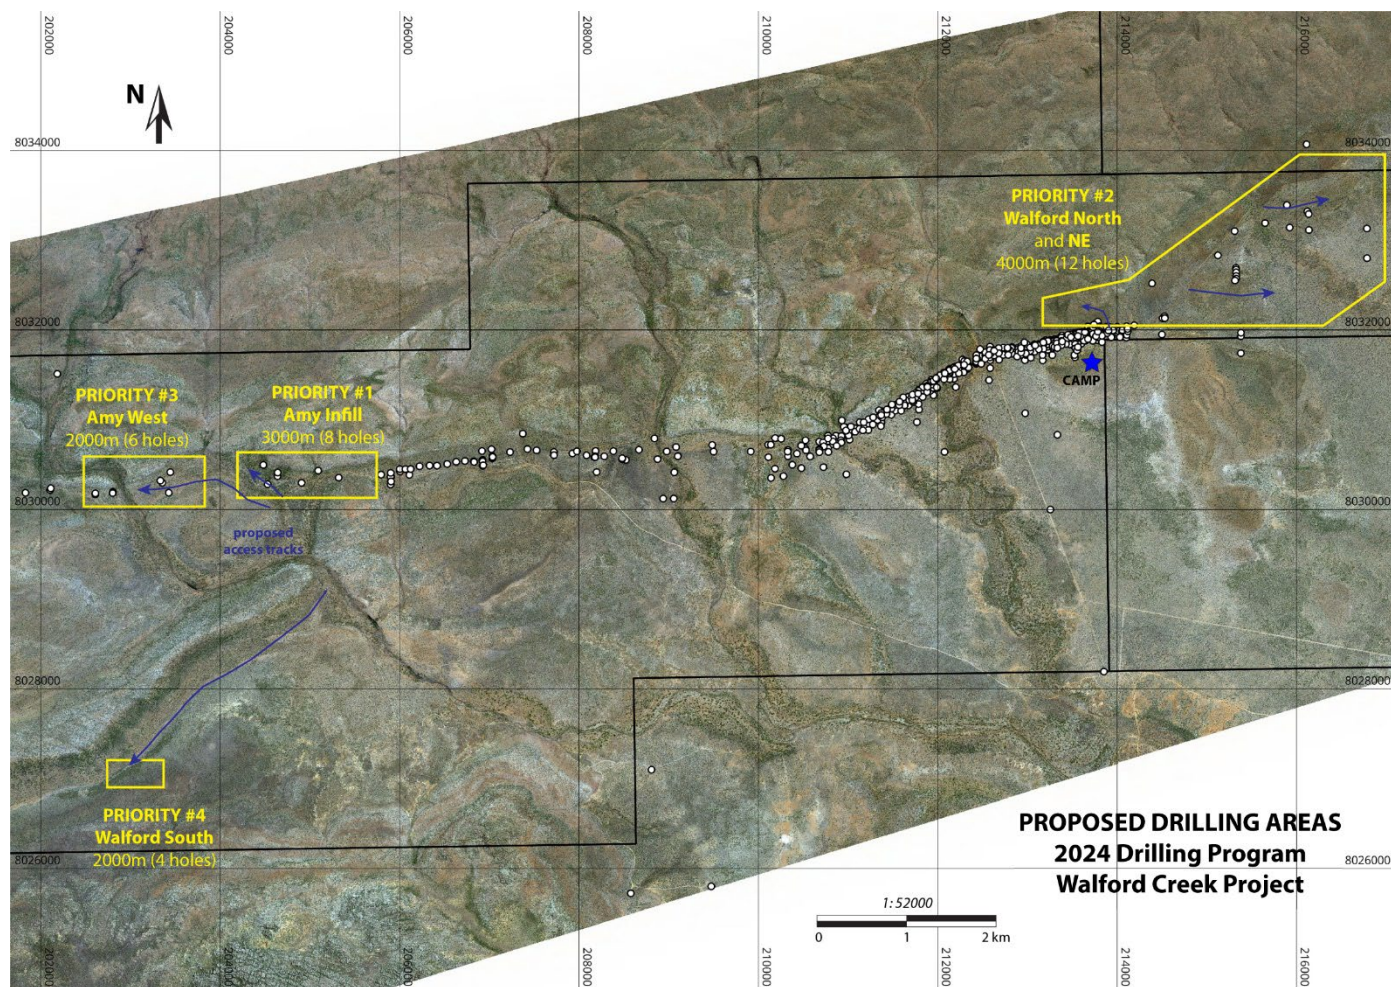 202000
204000
206000
208000
210000
212000
214000
216000
N
8034000
8034000
PRIORITY #2
Walford North
and NE
4000m (12 holes)
8032000
8032000
CAMP
PRIORITY #3
Amy West
2000m (6 holes)
PRIORITY #1
Amy Infill
3000m (8 holes)
8030000
8030000
proposed
access tracks
8028000
8028000
PRIORITY #4
Walford South
2000m (4 holes)
8026000
8026000
PROPOSED DRILLING AREAS
2024 Drilling Program
Walford Creek Project
1: 52000
0 1 2 km
202000
204000
206000
208000
210000
212000
214000
216000